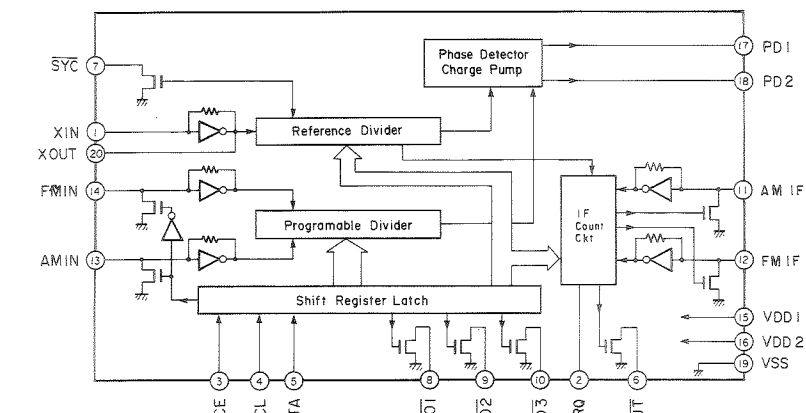 SYC
7
Phase Detector
Charge Pump
17
PD1
18
PD2
XIN
1
XOUT
20
Reference Divider
FMIN
14
Programable Divider
IF
Count
Ckt
11
AM IF
AMIN
13
12
FM IF
Shift Register Latch
15
VDD1
16
VDD2
19
VSS
3
4
5
8
9
10
2
6